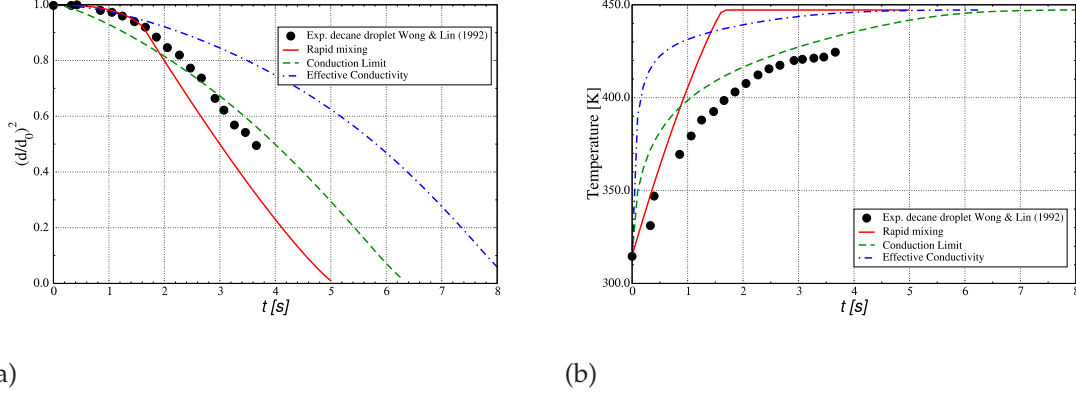 1.0
0.8
0.6
0.4
0.2
0.0
(d/d0)2
0 1 2 3 4 5 6 7 8
t [s]
Exp. decane droplet Wong & Lin (1992)
Rapid mixing
Conduction Limit
Effective Conductivity
a)
450.0
400.0
350.0
300.0
Temperature [K]
0 1 2 3 4 5 6 7 8
t [s]
Exp. decane droplet Wong & Lin (1992)
Rapid mixing
Conduction Limit
Effective Conductivity
(b)